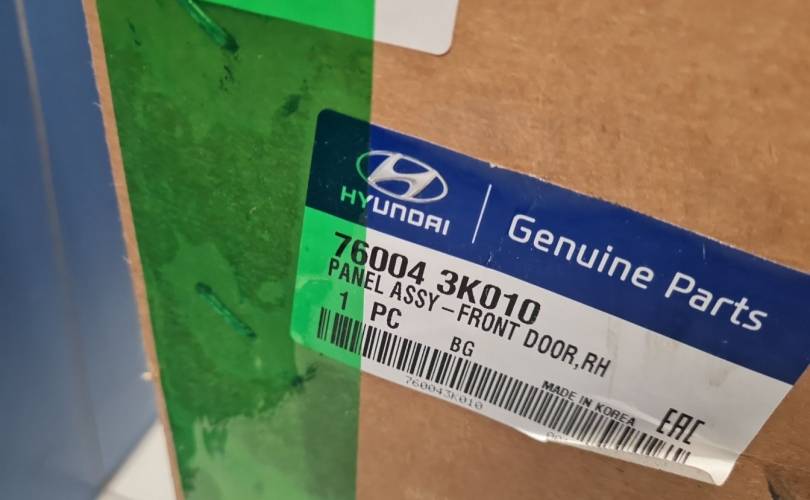 HYUNDAI
Genuine Parts
76004 3K010
PANEL ASSY-FRONT DOOR,RH
1 PC
BG
MADE IN KOREA
EAC
760043K010